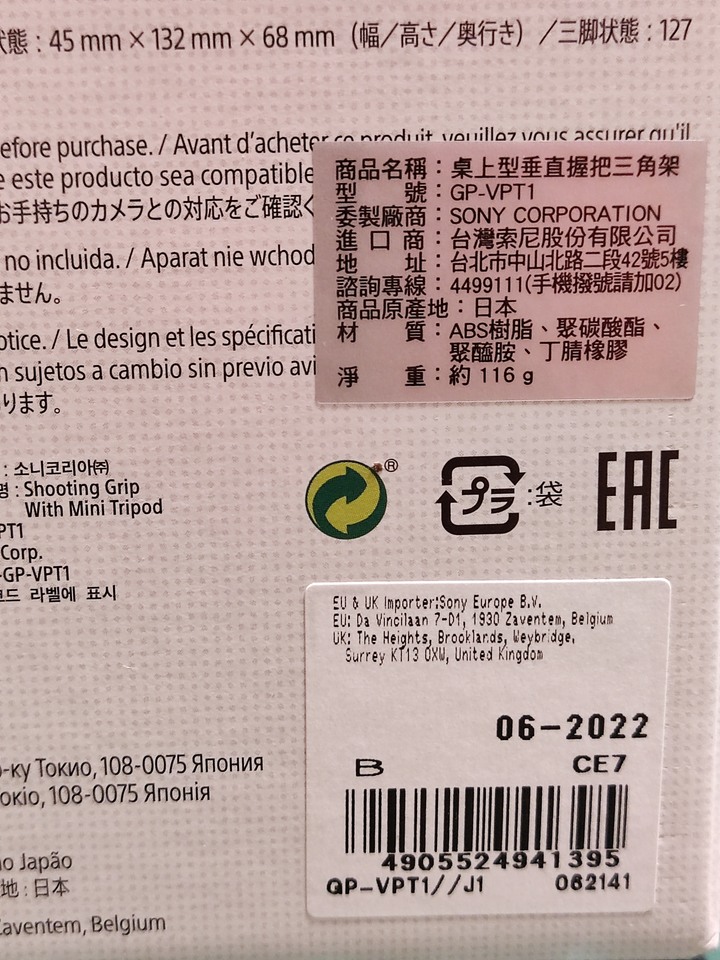 状態 : 45 mm × 132 mm × 68 mm（幅／高さ／奥行き）／三脚状態 : 127
before purchase. / Avant d'acheter ce produit, veuillez vous assurer qu'il
este producto sea compatible
お手持ちのカメラとの対応をご確認く
no incluida. / Aparat nie wchod
ません。
otice. / Le design et les spécificati
n sujetos a cambio sin previo avi
ります。
商品名稱：桌上型垂直握把三角架
型號：GP-VPT1
委製廠商：SONY CORPORATION
進口商：台灣索尼股份有限公司
地址：台北市中山北路二段42號5樓
諮詢專線：4499111(手機撥號請加02)
商品原產地：日本
材質：ABS樹脂、聚碳酸酯、
聚醯胺、丁腈橡膠
淨重：約 116 g
: 소니코리아㈜
명 : Shooting Grip
With Mini Tripod
PT1
Corp.
-GP-VPT1
코드 라벨에 표시
®
プラ :袋
EAC
EU & UK Importer:Sony Europe B.V.
EU: Da Vincilaan 7-D1, 1930 Zaventem, Belgium
UK: The Heights, Brooklands, Weybridge,
Surrey KT13 0XW, United Kingdom
06-2022
B CE7
4905524941395
GP-VPT1//J1 062141
о-ку Токио, 108-0075 Япония
окіо, 108-0075 Японія
no Japão
地 : 日本
Zaventem, Belgium